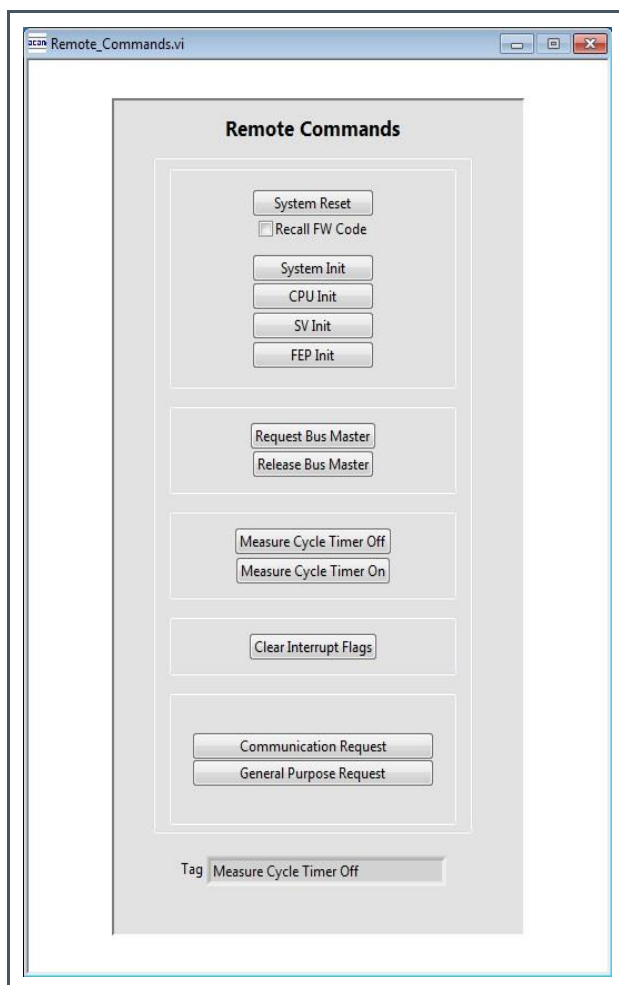 acan Remote_Commands.vi
Remote Commands
System Reset
Recall FW Code
System Init
CPU Init
SV Init
FEP Init
Request Bus Master
Release Bus Master
Measure Cycle Timer Off
Measure Cycle Timer On
Clear Interrupt Flags
Communication Request
General Purpose Request
Tag Measure Cycle Timer Off